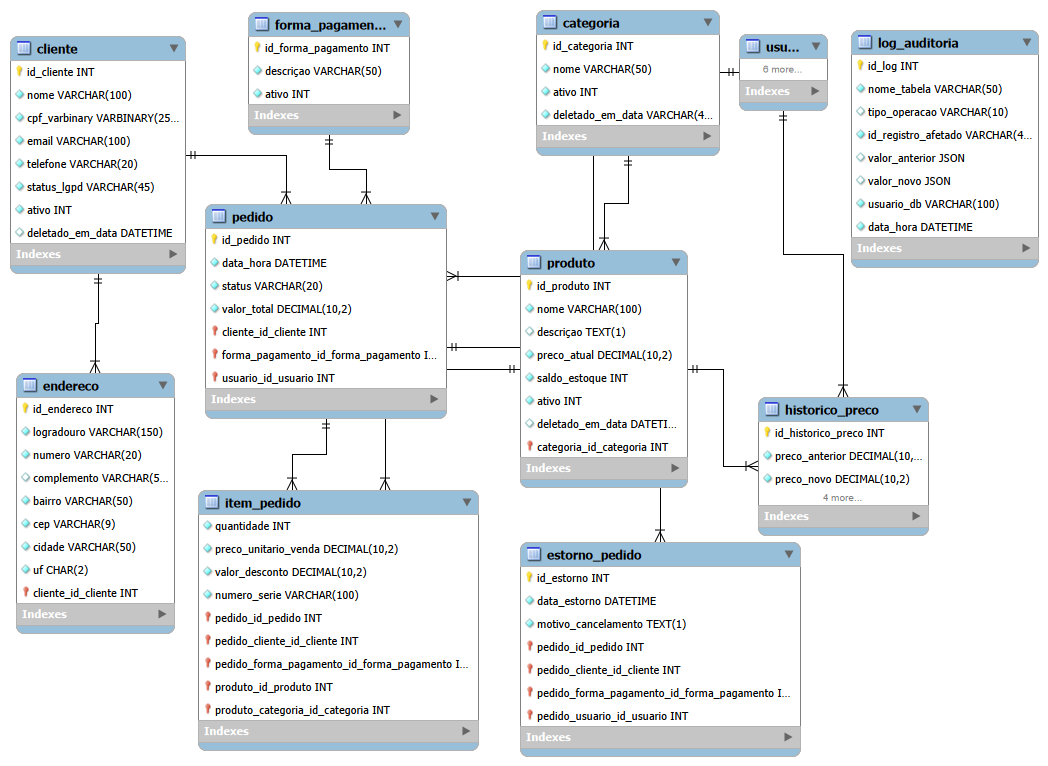 cliente
id_cliente INT
nome VARCHAR(100)
cpf_varbinary VARBINARY(25...
email VARCHAR(100)
telefone VARCHAR(20)
status_lgpd VARCHAR(45)
ativo INT
deletado_em_data DATETIME
Indexes
forma_pagamen...
id_forma_pagamento INT
descriçao VARCHAR(50)
ativo INT
Indexes
categoria
id_categoria INT
nome VARCHAR(50)
ativo INT
deletado_em_data VARCHAR(4...
Indexes
usu...
6 more...
Indexes
log_auditoria
id_log INT
nome_tabela VARCHAR(50)
tipo_operacao VARCHAR(10)
id_registro_afetado VARCHAR(4...
valor_anterior JSON
valor_novo JSON
usuario_db VARCHAR(100)
data_hora DATETIME
Indexes
pedido
id_pedido INT
data_hora DATETIME
status VARCHAR(20)
valor_total DECIMAL(10,2)
cliente_id_cliente INT
forma_pagamento_id_forma_pagamento I...
usuario_id_usuario INT
Indexes
produto
id_produto INT
nome VARCHAR(100)
descriçao TEXT(1)
preco_atual DECIMAL(10,2)
saldo_estoque INT
ativo INT
deletado_em_data DATETI...
categoria_id_categoria INT
Indexes
endereco
id_endereco INT
logradouro VARCHAR(150)
numero VARCHAR(20)
complemento VARCHAR(5...
bairro VARCHAR(50)
cep VARCHAR(9)
cidade VARCHAR(50)
uf CHAR(2)
cliente_id_cliente INT
Indexes
historico_preco
id_historico_preco INT
preco_anterior DECIMAL(10,...
preco_novo DECIMAL(10,2)
4 more...
Indexes
item_pedido
quantidade INT
preco_unitario_venda DECIMAL(10,2)
valor_desconto DECIMAL(10,2)
numero_serie VARCHAR(100)
pedido_id_pedido INT
pedido_cliente_id_cliente INT
pedido_forma_pagamento_id_forma_pagamento I...
produto_id_produto INT
produto_categoria_id_categoria INT
Indexes
estorno_pedido
id_estorno INT
data_estorno DATETIME
motivo_cancelamento TEXT(1)
pedido_id_pedido INT
pedido_cliente_id_cliente INT
pedido_forma_pagamento_id_forma_pagamento I...
pedido_usuario_id_usuario INT
Indexes